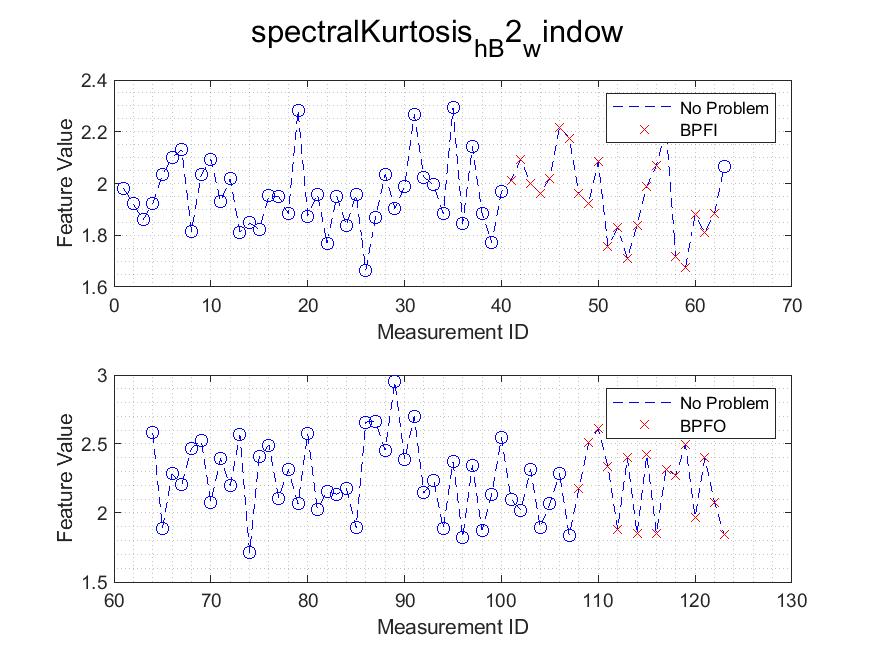 spectralKurtosis_hB2_window
2.4
2.2
2
1.8
1.6
Feature Value
0 10 20 30 40 50 60 70
Measurement ID
No Problem
BPFI
3
2.5
2
1.5
Feature Value
60 70 80 90 100 110 120 130
Measurement ID
No Problem
BPFO